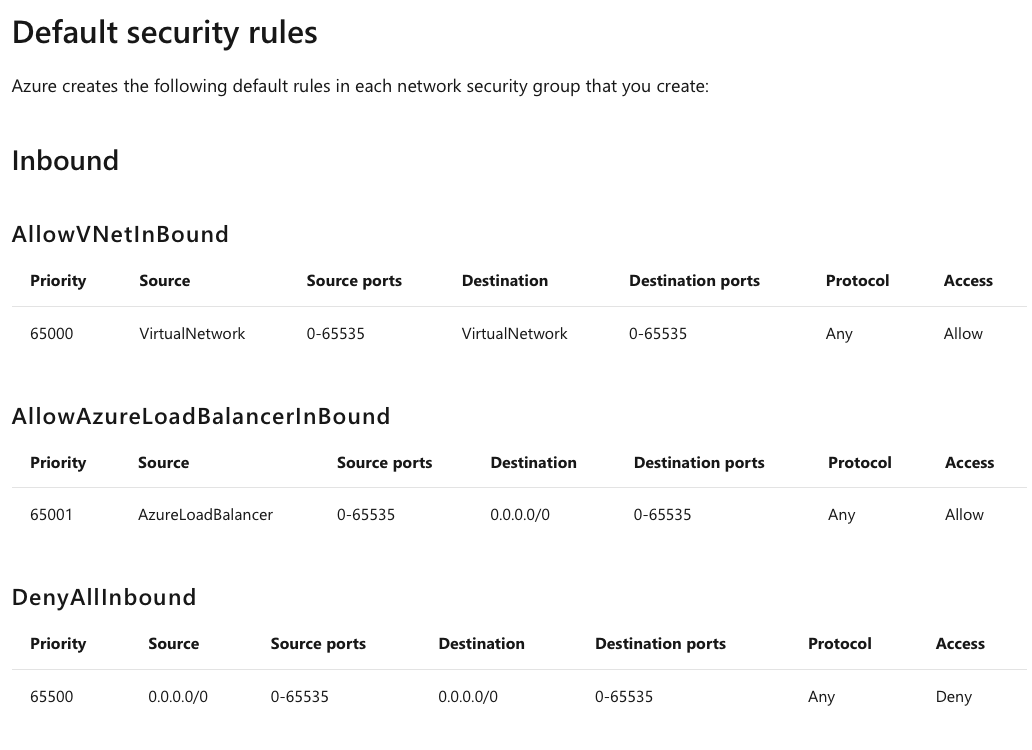 Default security rules
Azure creates the following default rules in each network security group that you create:
Inbound
AllowVNetInBound
Priority Source Source ports Destination Destination ports Protocol Access
65000 VirtualNetwork 0-65535 VirtualNetwork 0-65535 Any Allow
AllowAzureLoadBalancerInBound
Priority Source Source ports Destination Destination ports Protocol Access
65001 AzureLoadBalancer 0-65535 0.0.0.0/0 0-65535 Any Allow
DenyAllInbound
Priority Source Source ports Destination Destination ports Protocol Access
65500 0.0.0.0/0 0-65535 0.0.0.0/0 0-65535 Any Deny